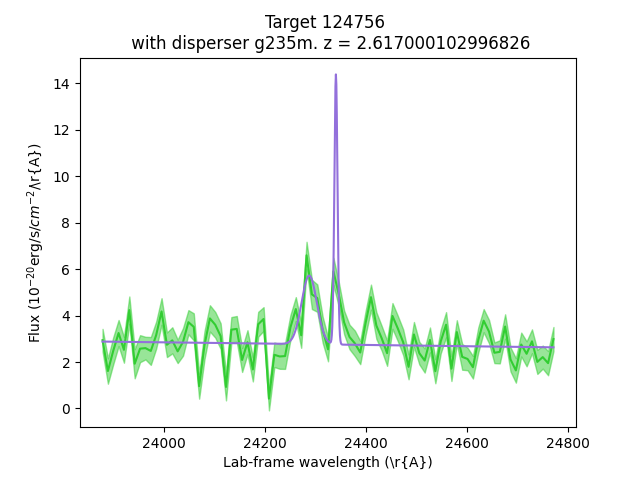 Target 124756
with disperser g235m. z = 2.617000102996826
Flux (10^{-20}erg/s/cm^{-2}/\r{A})
14
12
10
8
6
4
2
0
24000 24200 24400 24600 24800
Lab-frame wavelength (\r{A})